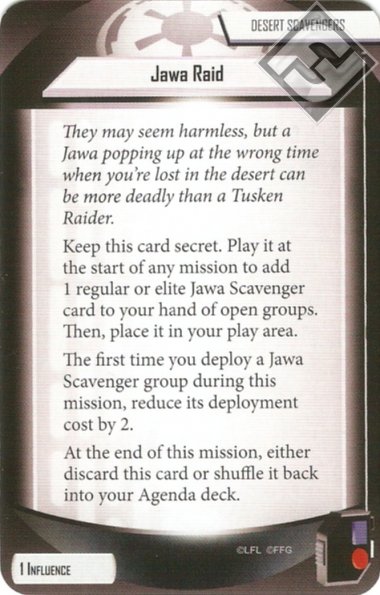 DESERT SCAVENGERS
Jawa Raid
They may seem harmless, but a
Jawa popping up at the wrong time
when you're lost in the desert can
be more deadly than a Tusken
Raider.
Keep this card secret. Play it at
the start of any mission to add
1 regular or elite Jawa Scavenger
card to your hand of open groups.
Then, place it in your play area.
The first time you deploy a Jawa
Scavenger group during this
mission, reduce its deployment
cost by 2.
At the end of this mission, either
discard this card or shuffle it back
into your Agenda deck.
©LFL ©FFG
1 INFLUENCE